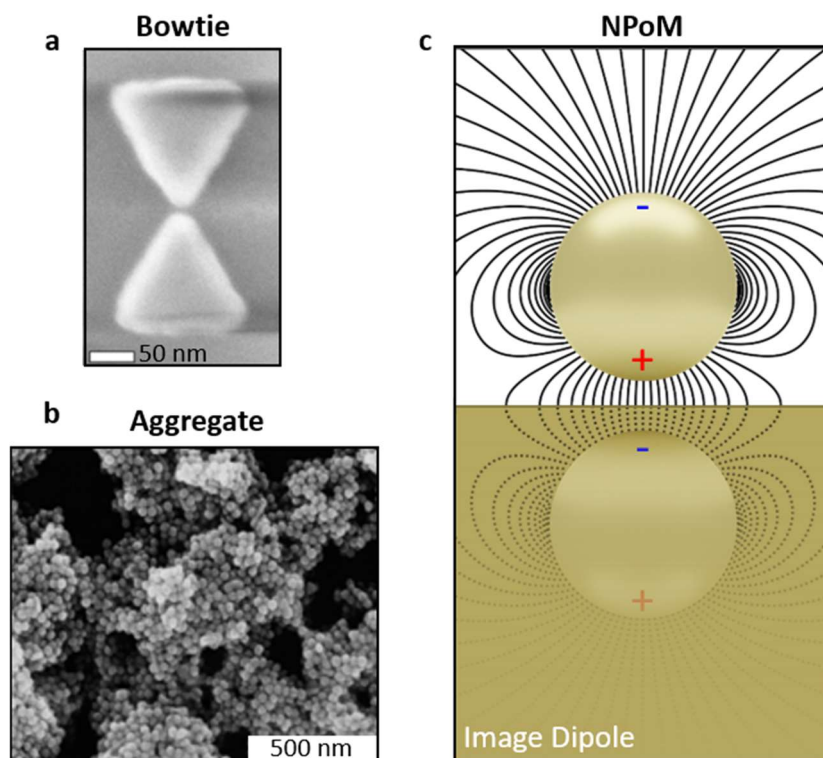 a
Bowtie
50 nm
b
Aggregate
500 nm
c
NPoM
-
+
-
+
Image Dipole